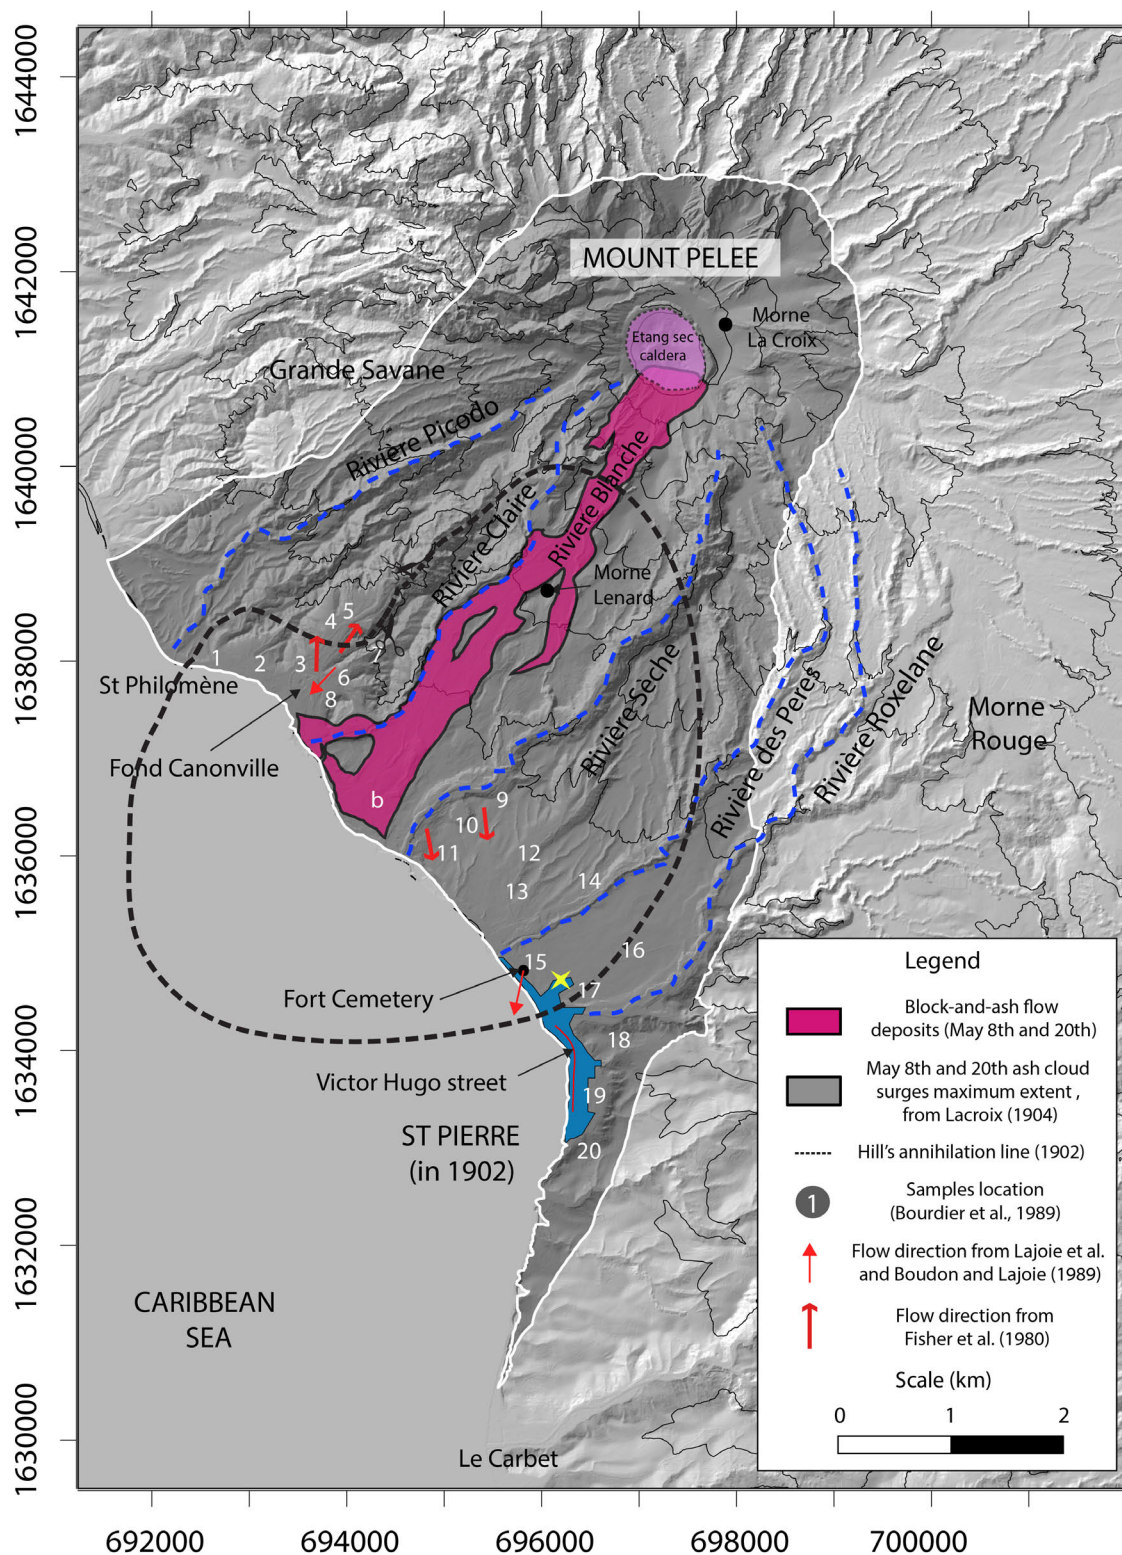 1644000
1642000
1640000
1638000
1636000
1634000
1632000
1630000
692000
694000
696000
698000
700000
MOUNT PELEE
Morne
La Croix
Etang sec
caldera
Grande Savane
Rivière Picodo
Rivière Claire
Rivière Blanche
Morne
Lenard
Rivière Sèche
Rivière des Peres
Rivière Roxelane
Morne
Rouge
St Philomène
Fond Canonville
1
2
3
4
5
6
7
8
b
9
10
11
12
13
14
15
16
17
18
19
20
Fort Cemetery
Victor Hugo street
ST PIERRE
(in 1902)
CARIBBEAN
SEA
Le Carbet
Legend
Block-and-ash flow
deposits (May 8th and 20th)
May 8th and 20th ash cloud
surges maximum extent ,
from Lacroix (1904)
Hill's annihilation line (1902)
1
Samples location
(Bourdier et al., 1989)
Flow direction from Lajoie et al.
and Boudon and Lajoie (1989)
Flow direction from
Fisher et al. (1980)
Scale (km)
0 1 2